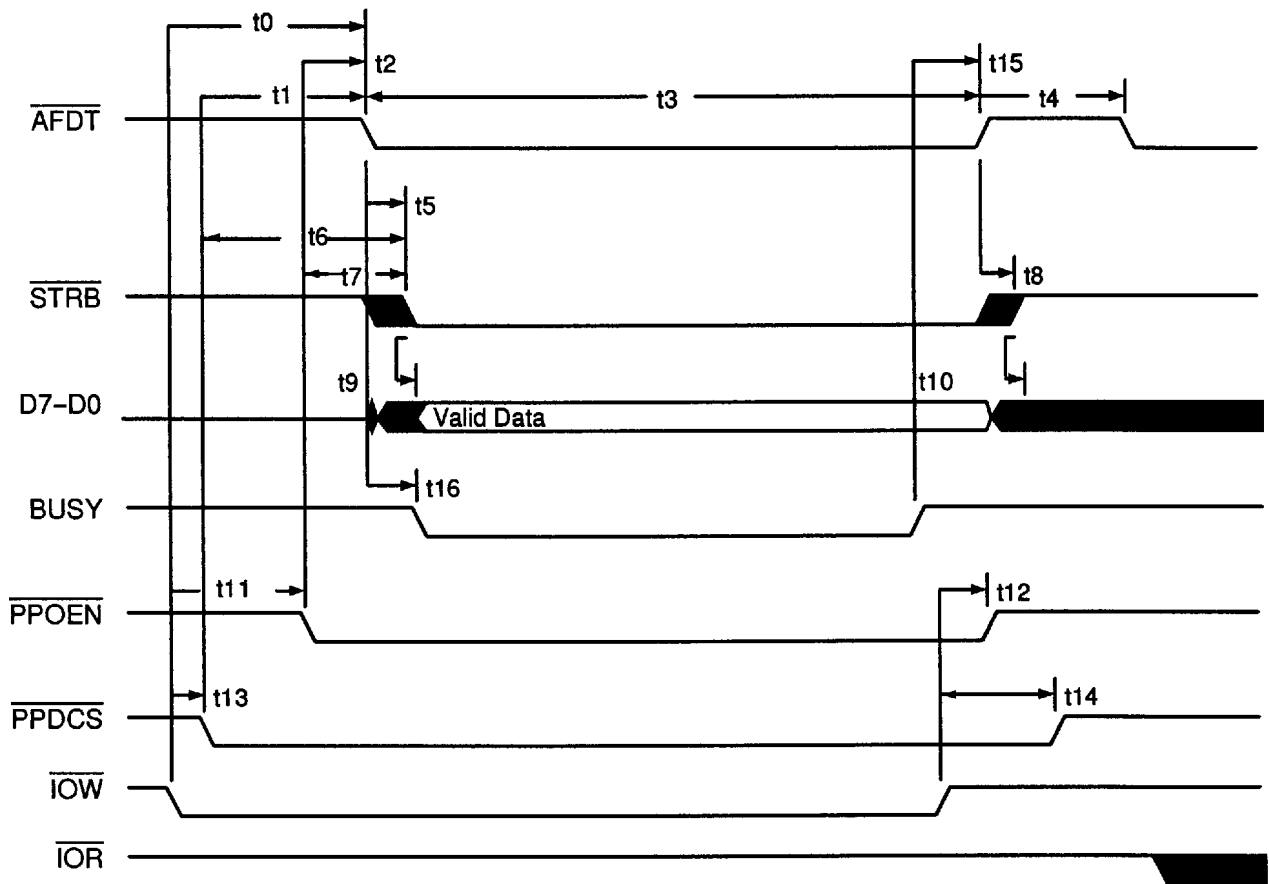 t0
t2
t15
t1
t3
t4
AFDT
t5
t6
t7
t8
STRB
t9
t10
D7–D0
Valid Data
t16
BUSY
t11
t12
PPOEN
t13
t14
PPDCS
IOW
IOR